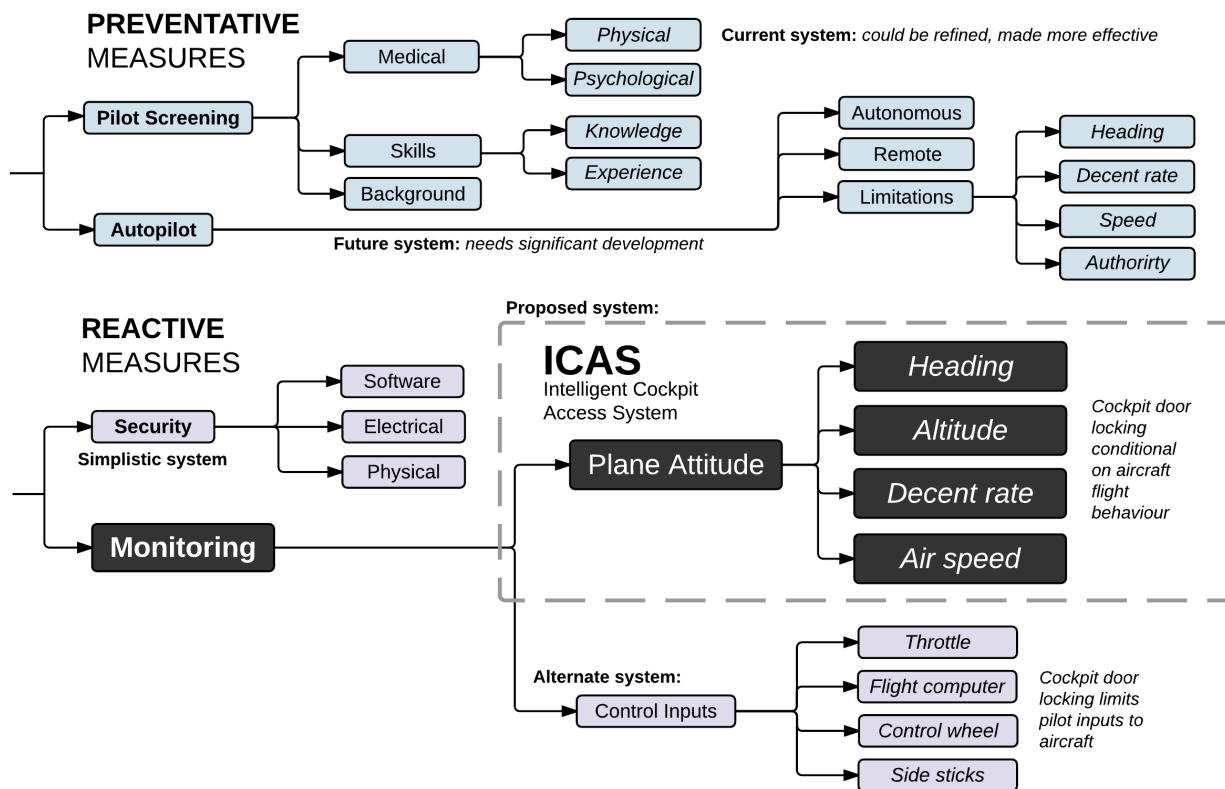 PREVENTATIVE
MEASURES
Pilot Screening
Medical
Physical
Psychological
Skills
Knowledge
Experience
Background
Current system: could be refined, made more effective
Autopilot
Future system: needs significant development
Autonomous
Remote
Limitations
Heading
Decent rate
Speed
Authorirty
REACTIVE
MEASURES
Security
Simplistic system
Software
Electrical
Physical
Monitoring
Proposed system:
ICAS
Intelligent Cockpit
Access System
Plane Attitude
Heading
Altitude
Decent rate
Air speed
Cockpit door
locking
conditional
on aircraft
flight
behaviour
Alternate system:
Control Inputs
Throttle
Flight computer
Control wheel
Side sticks
Cockpit door
locking limits
pilot inputs to
aircraft